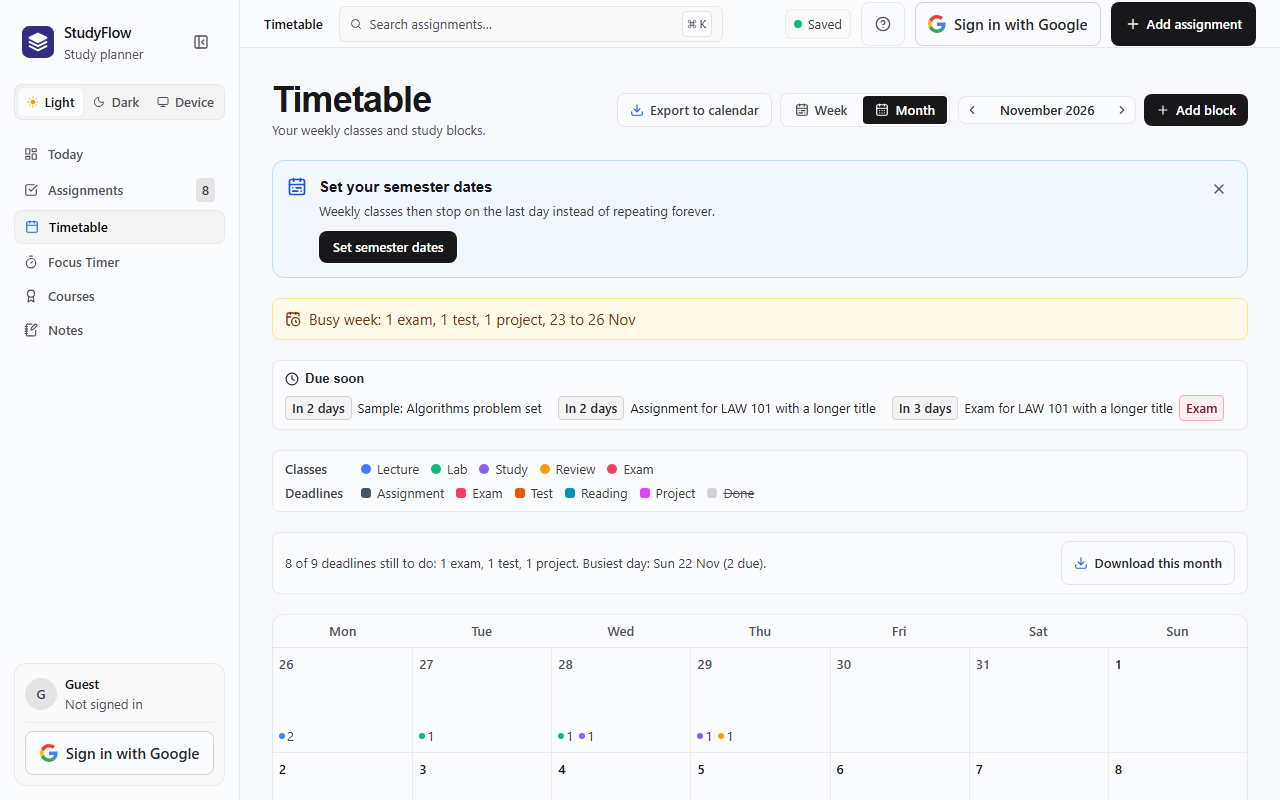 StudyFlow
Study planner
Light Dark Device
Today
Assignments 8
Timetable
Focus Timer
Courses
Notes
G
Guest
Not signed in
Sign in with Google
Timetable
Search assignments...
⌘ K
Saved
Sign in with Google
+ Add assignment
Timetable
Your weekly classes and study blocks.
Export to calendar
Week Month
November 2026
+ Add block
Set your semester dates
Weekly classes then stop on the last day instead of repeating forever.
Set semester dates
Busy week: 1 exam, 1 test, 1 project, 23 to 26 Nov
Due soon
In 2 days Sample: Algorithms problem set In 2 days Assignment for LAW 101 with a longer title In 3 days Exam for LAW 101 with a longer title Exam
Classes Lecture Lab Study Review Exam
Deadlines Assignment Exam Test Reading Project Done
8 of 9 deadlines still to do: 1 exam, 1 test, 1 project. Busiest day: Sun 22 Nov (2 due).
Download this month
Mon Tue Wed Thu Fri Sat Sun
26 27 28 29 30 31 1
2 1 1 1 1 1
2 3 4 5 6 7 8